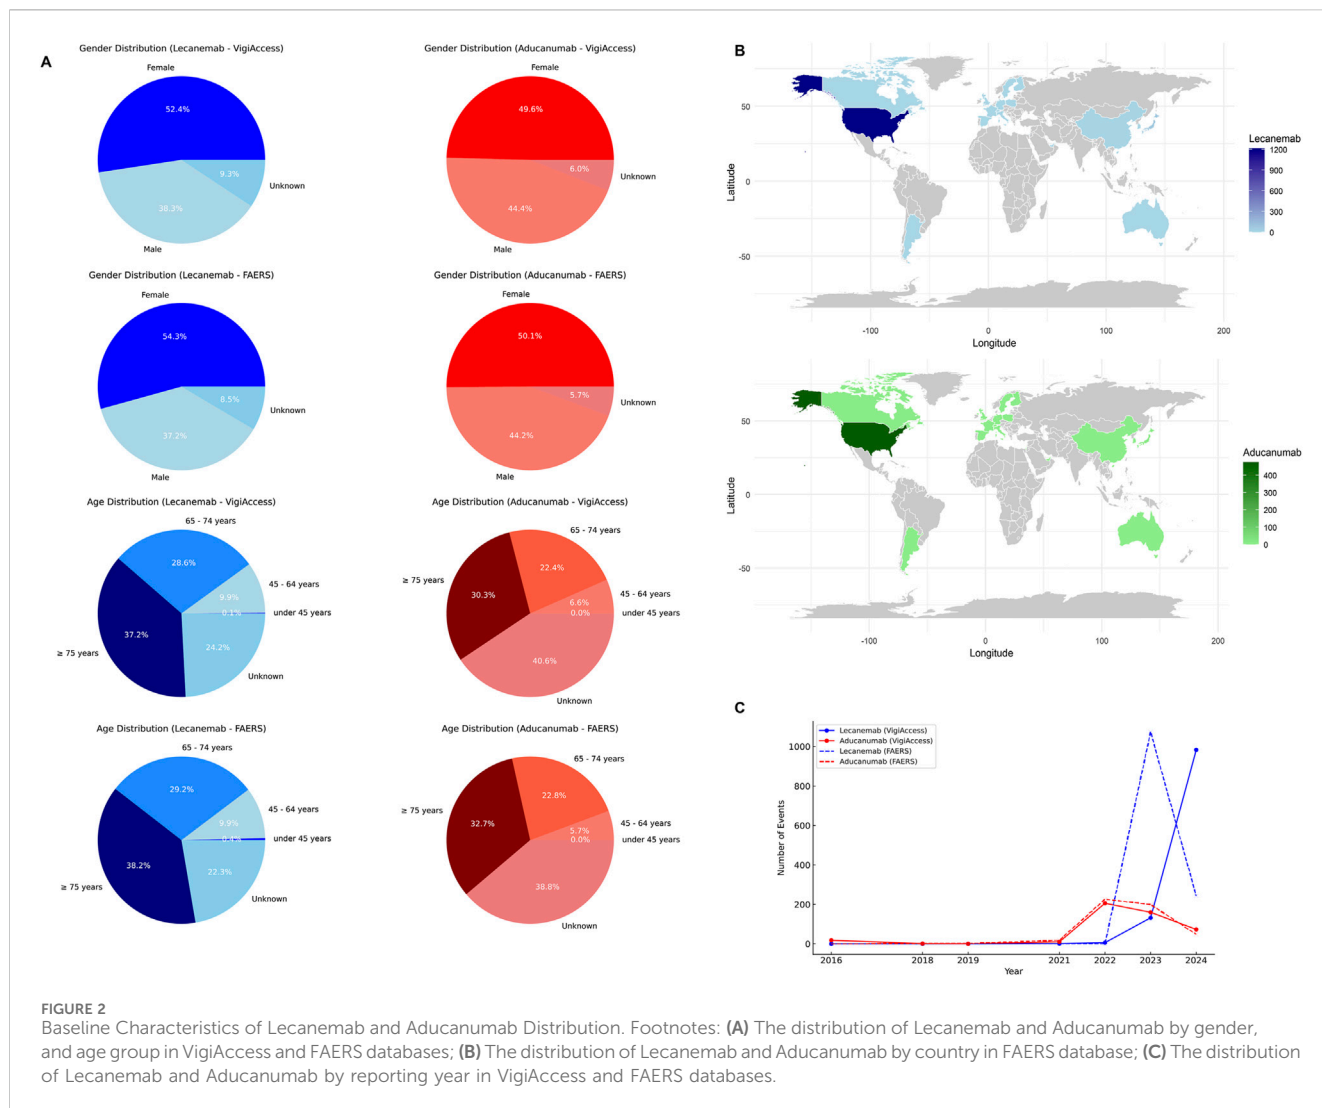 A
Gender Distribution (Lecanemab - VigiAccess)
Female
52.4%
9.3%
Unknown
38.3%
Male
Gender Distribution (Aducanumab - VigiAccess)
Female
49.6%
6.0%
Unknown
44.4%
Male
Gender Distribution (Lecanemab - FAERS)
Female
54.3%
8.5%
Unknown
37.2%
Male
Gender Distribution (Aducanumab - FAERS)
Female
50.1%
5.7%
Unknown
44.2%
Male
Age Distribution (Lecanemab - VigiAccess)
65 - 74 years
28.6%
45 - 64 years
9.9%
0.1%
under 45 years
37.2%
24.2%
≥ 75 years
Unknown
Age Distribution (Aducanumab - VigiAccess)
65 - 74 years
22.4%
≥ 75 years
30.3%
45 - 64 years
6.6%
0.0%
under 45 years
40.6%
Unknown
Age Distribution (Lecanemab - FAERS)
65 - 74 years
29.2%
45 - 64 years
9.9%
0.4%
under 45 years
38.2%
22.3%
≥ 75 years
Unknown
Age Distribution (Aducanumab - FAERS)
65 - 74 years
22.8%
≥ 75 years
32.7%
45 - 64 years
5.7%
0.0%
under 45 years
38.8%
Unknown
B
Latitude
50
0
-50
-100
0
100
200
Longitude
Lecanemab
1200
900
600
300
0
Latitude
50
0
-50
-100
0
100
200
Longitude
Aducanumab
400
300
200
100
0
C
Lecanemab (VigiAccess)
Aducanumab (VigiAccess)
Lecanemab (FAERS)
Aducanumab (FAERS)
Number of Events
1000
800
600
400
200
0
2016
2018
2019
2021
2022
2023
2024
Year
FIGURE 2
Baseline Characteristics of Lecanemab and Aducanumab Distribution. Footnotes: (A) The distribution of Lecanemab and Aducanumab by gender,
and age group in VigiAccess and FAERS databases; (B) The distribution of Lecanemab and Aducanumab by country in FAERS database; (C) The distribution
of Lecanemab and Aducanumab by reporting year in VigiAccess and FAERS databases.